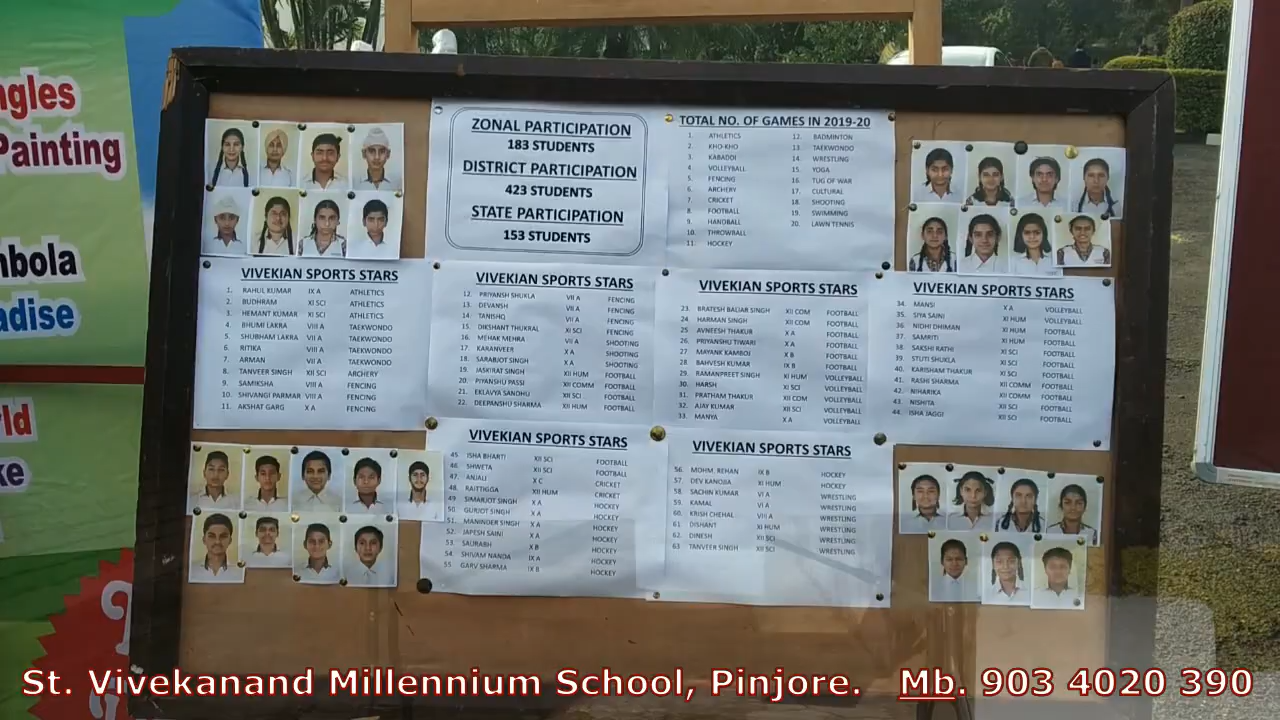 ngles
Painting
mbola
adise
rld
ke
ZONAL PARTICIPATION
183 STUDENTS
DISTRICT PARTICIPATION
423 STUDENTS
STATE PARTICIPATION
153 STUDENTS
TOTAL NO. OF GAMES IN 2019-20
1. ATHLETICS
2. KHO-KHO
3. KABADDI
4. VOLLEYBALL
5. FENCING
6. ARCHERY
7. CRICKET
8. FOOTBALL
9. HANDBALL
10. THROWBALL
11. HOCKEY
12. BADMINTON
13. TAEKWONDO
14. WRESTLING
15. YOGA
16. TUG OF WAR
17. CULTURAL
18. SHOOTING
19. SWIMMING
20. LAWN TENNIS
VIVEKIAN SPORTS STARS
1. RAHUL KUMAR IX A ATHLETICS
2. BUDHRAM XI SCI ATHLETICS
3. HEMANT KUMAR XI SCI ATHLETICS
4. BHUMI LAKRA VIII A TAEKWONDO
5. SHUBHAM LAKRA VII A TAEKWONDO
6. RITIKA VIII A TAEKWONDO
7. ARMAN VII A TAEKWONDO
8. TANVEER SINGH XII SCI ARCHERY
9. SAMIKSHA VIII A FENCING
10. SHIVANGI PARMAR VIII A FENCING
11. AKSHAT GARG X A FENCING
VIVEKIAN SPORTS STARS
12. PRIYANSH SHUKLA VII A FENCING
13. DEVANSH VII A FENCING
14. TANISHQ VII A FENCING
15. DIKSHANT THUKRAL XI SCI FENCING
16. MEHAK MEHRA VII A SHOOTING
17. KARANVEER X A SHOOTING
18. SARABJOT SINGH X A SHOOTING
19. JASKIRAT SINGH XII HUM FOOTBALL
20. PIYANSHU PASSI XII COMM FOOTBALL
21. EKLAVYA SANDHU XII SCI FOOTBALL
22. DEEPANSHU SHARMA XII HUM FOOTBALL
VIVEKIAN SPORTS STARS
23. BRATESH BALJAR SINGH XII COM FOOTBALL
24. HARMAN SINGH XII COM FOOTBALL
25. AVNEESH THAKUR X A FOOTBALL
26. PRIYANSHU TIWARI X A FOOTBALL
27. MAYANK KAMBOJ X B FOOTBALL
28. BAHVESH KUMAR IX B FOOTBALL
29. RAMANPREET SINGH XI HUM VOLLEYBALL
30. HARSH XI SCI VOLLEYBALL
31. PRATHAM THAKUR XII COM VOLLEYBALL
32. AJAY KUMAR XII SCI VOLLEYBALL
33. MANYA X A VOLLEYBALL
VIVEKIAN SPORTS STARS
34. MANSI X A VOLLEYBALL
35. SIYA SAINI XI HUM VOLLEYBALL
36. NIDHI DHIMAN XI HUM FOOTBALL
37. SAMRITI XI HUM FOOTBALL
38. SAKSHI RATHI XI SCI FOOTBALL
39. STUTI SHUKLA XI SCI FOOTBALL
40. KARISHAM THAKUR XI SCI FOOTBALL
41. RASHI SHARMA XII COMM FOOTBALL
42. NIHARIKA XII COMM FOOTBALL
43. NISHITA XII SCI FOOTBALL
44. ISHA JAGGI XII SCI FOOTBALL
VIVEKIAN SPORTS STARS
45 ISHA BHARTI XII SCI FOOTBALL
46. SHWETA XII SCI FOOTBALL
47. ANJALI X C CRICKET
48. RAITTIGGA XII HUM CRICKET
49 SIMARJOT SINGH X A HOCKEY
50. GURJOT SINGH X A HOCKEY
51. MANINDER SINGH X A HOCKEY
52. JAPESH SAINI X A HOCKEY
53. SAURABH X B HOCKEY
54. SHIVAM NANDA IX A HOCKEY
55. GARV SHARMA IX B HOCKEY
VIVEKIAN SPORTS STARS
56. MOHM. REHAN IX B HOCKEY
57. DEV KANOJIA XI HUM HOCKEY
58. SACHIN KUMAR VI A WRESTLING
59. KAMAL VI A WRESTLING
60. KRISH CHEHAL VIII A WRESTLING
61 DISHANT XI HUM WRESTLING
62. DINESH XII SCI WRESTLING
63 TANVEER SINGH XII SCI WRESTLING
St. Vivekanand Millennium School, Pinjore. Mb. 903 4020 390